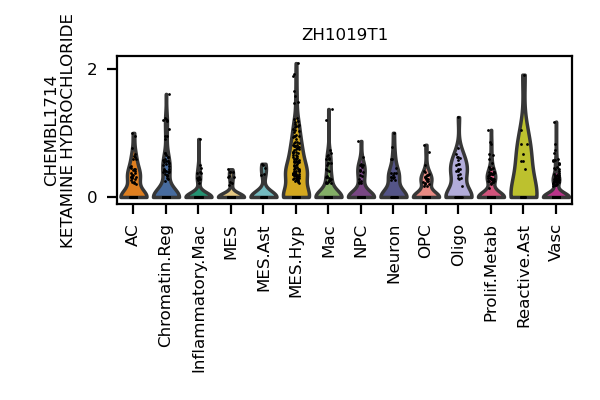 ZH1019T1
CHEMBL1714
KETAMINE HYDROCHLORIDE
2
0
AC
Chromatin.Reg
Inflammatory.Mac
MES
MES.Ast
MES.Hyp
Mac
NPC
Neuron
OPC
Oligo
Prolif.Metab
Reactive.Ast
Vasc